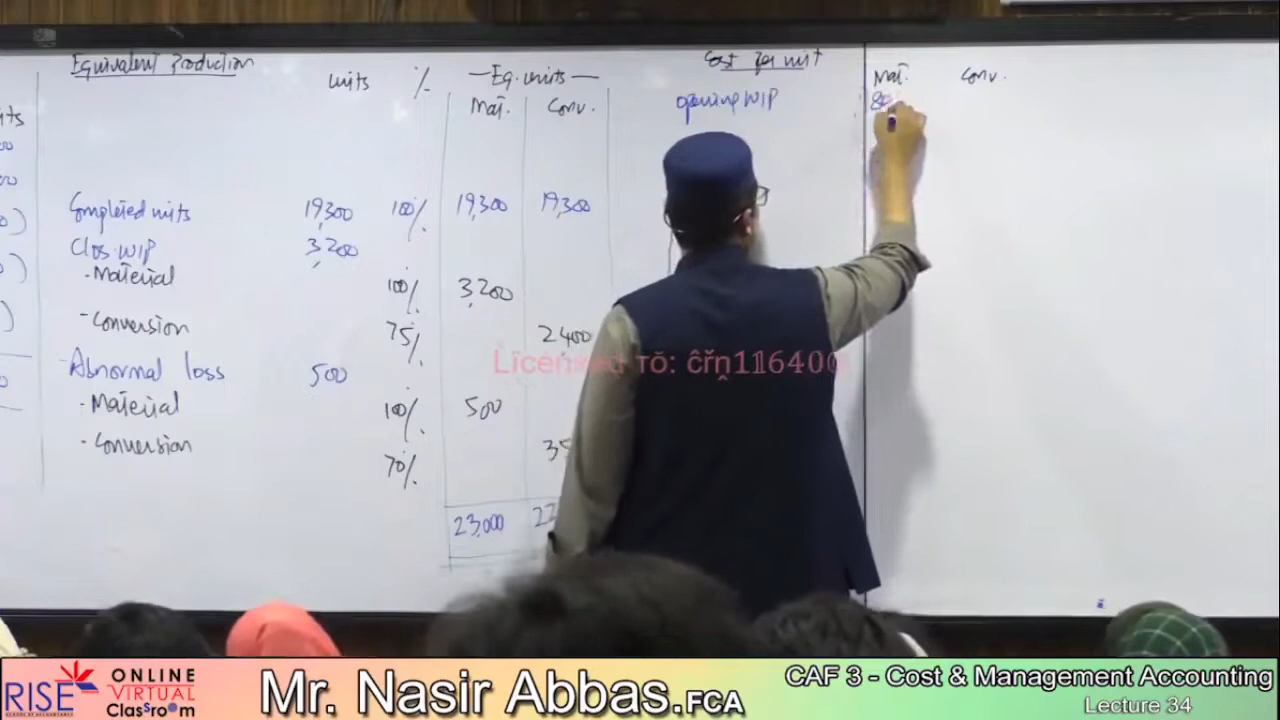 Equivalent Production
units % Eq. units
Mat. Conv.
Completed units 19,300 100% 19,300 19,300
Clos. WIP 3,200
- Material 100% 3,200
- Conversion 75% 2,400
Abnormal loss 500
- Material 100% 500
- Conversion 70%
23,000
Cost per unit
Mat. Conv.
opening WIP
RISE
ONLINE
VIRTUAL
Classroom
Mr. Nasir Abbas.FCA
CAF 3 - Cost & Management Accounting
Lecture 34